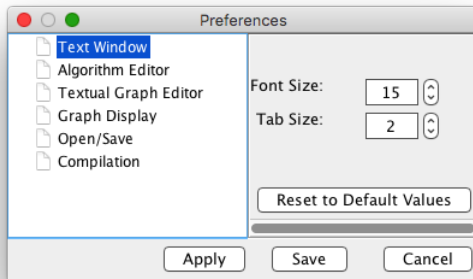 Preferences
Text Window
Algorithm Editor
Textual Graph Editor
Graph Display
Open/Save
Compilation
Font Size: 15
Tab Size: 2
Reset to Default Values
Apply Save Cancel